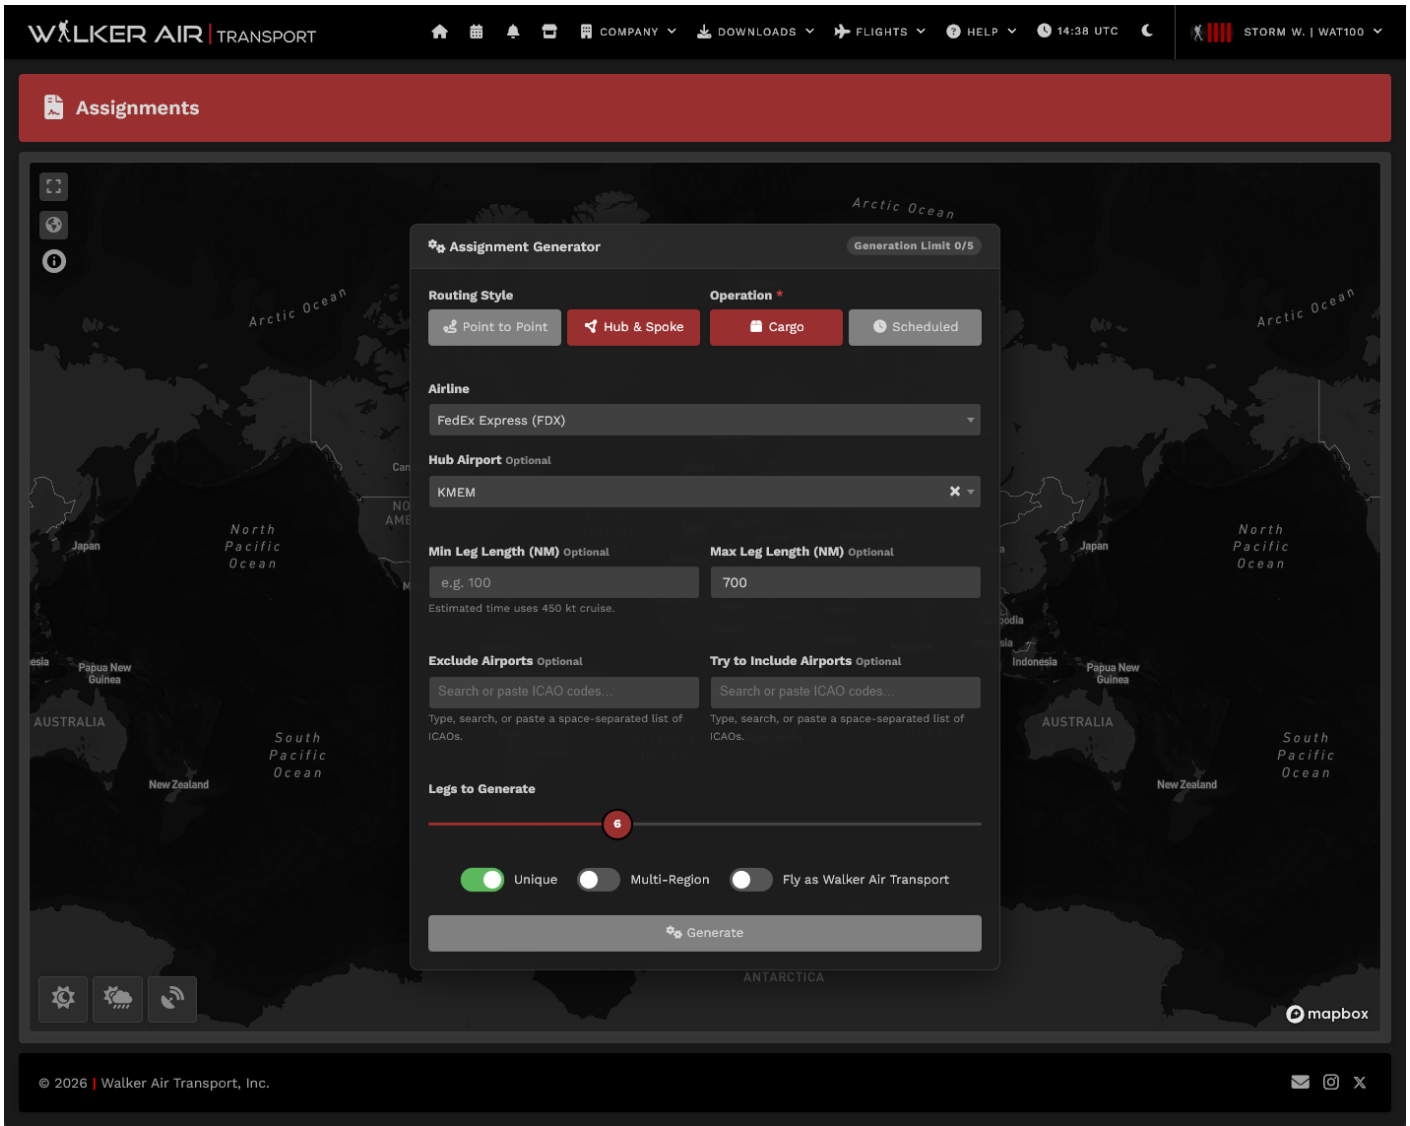 WALKER AIR TRANSPORT
COMPANY
DOWNLOADS
FLIGHTS
HELP
14:38 UTC
STORM W. | WAT100
Assignments
Arctic Ocean
Arctic Ocean
Arctic Ocean
Assignment Generator
Generation Limit 0/5
Routing Style
Operation *
Point to Point
Hub & Spoke
Cargo
Scheduled
Airline
FedEx Express (FDX)
Hub Airport Optional
KMEM
Min Leg Length (NM) Optional
Max Leg Length (NM) Optional
e.g. 100
700
Estimated time uses 450 kt cruise.
Exclude Airports Optional
Try to Include Airports Optional
Search or paste ICAO codes...
Search or paste ICAO codes...
Type, search, or paste a space-separated list of
ICAOs.
Type, search, or paste a space-separated list of
ICAOs.
Legs to Generate
6
Unique
Multi-Region
Fly as Walker Air Transport
Generate
Can
NO
AME
M
Japan
North
Pacific
Ocean
esia
Papua New
Guinea
AUSTRALIA
South
Pacific
Ocean
New Zealand
Japan
North
Pacific
Ocean
a
bodia
sia
Indonesia
Papua New
Guinea
AUSTRALIA
South
Pacific
Ocean
New Zealand
ANTARCTICA
mapbox
© 2026 | Walker Air Transport, Inc.